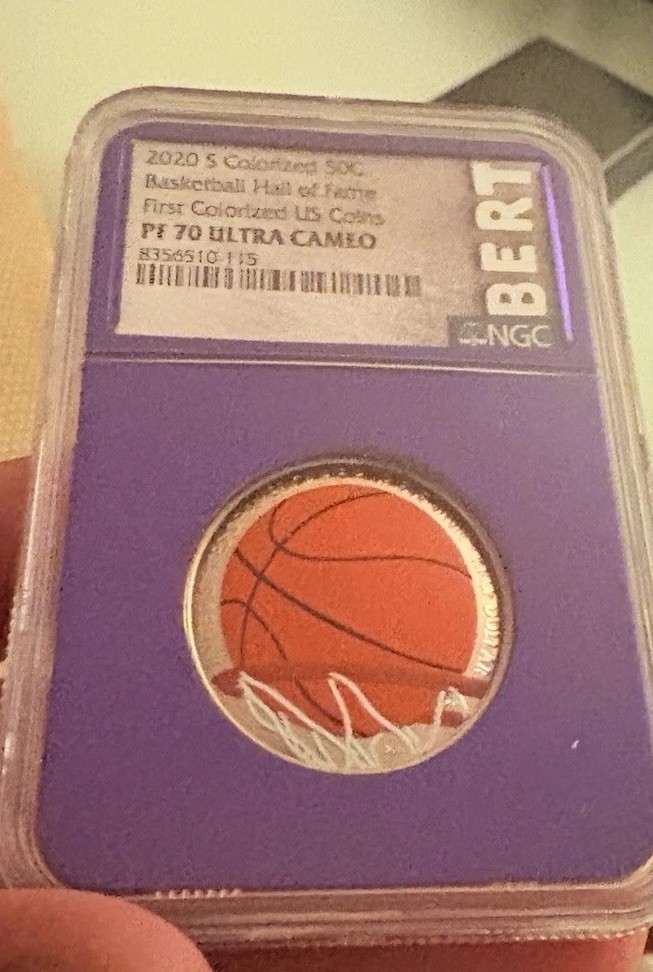 2020 S Colorized 50C
Basketball Hall of Fame
First Colorized US Coins
PF 70 ULTRA CAMEO
8356510-115
BERT
NGC